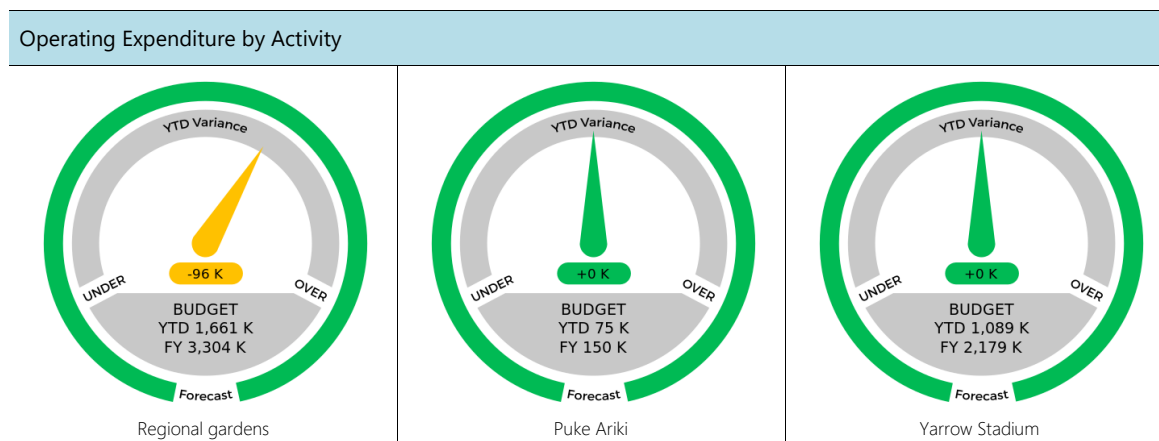 Operating Expenditure by Activity
YTD Variance
-96 K
UNDER
OVER
BUDGET
YTD 1,661 K
FY 3,304 K
Forecast
Regional gardens
YTD Variance
+0 K
UNDER
OVER
BUDGET
YTD 75 K
FY 150 K
Forecast
Puke Ariki
YTD Variance
+0 K
UNDER
OVER
BUDGET
YTD 1,089 K
FY 2,179 K
Forecast
Yarrow Stadium